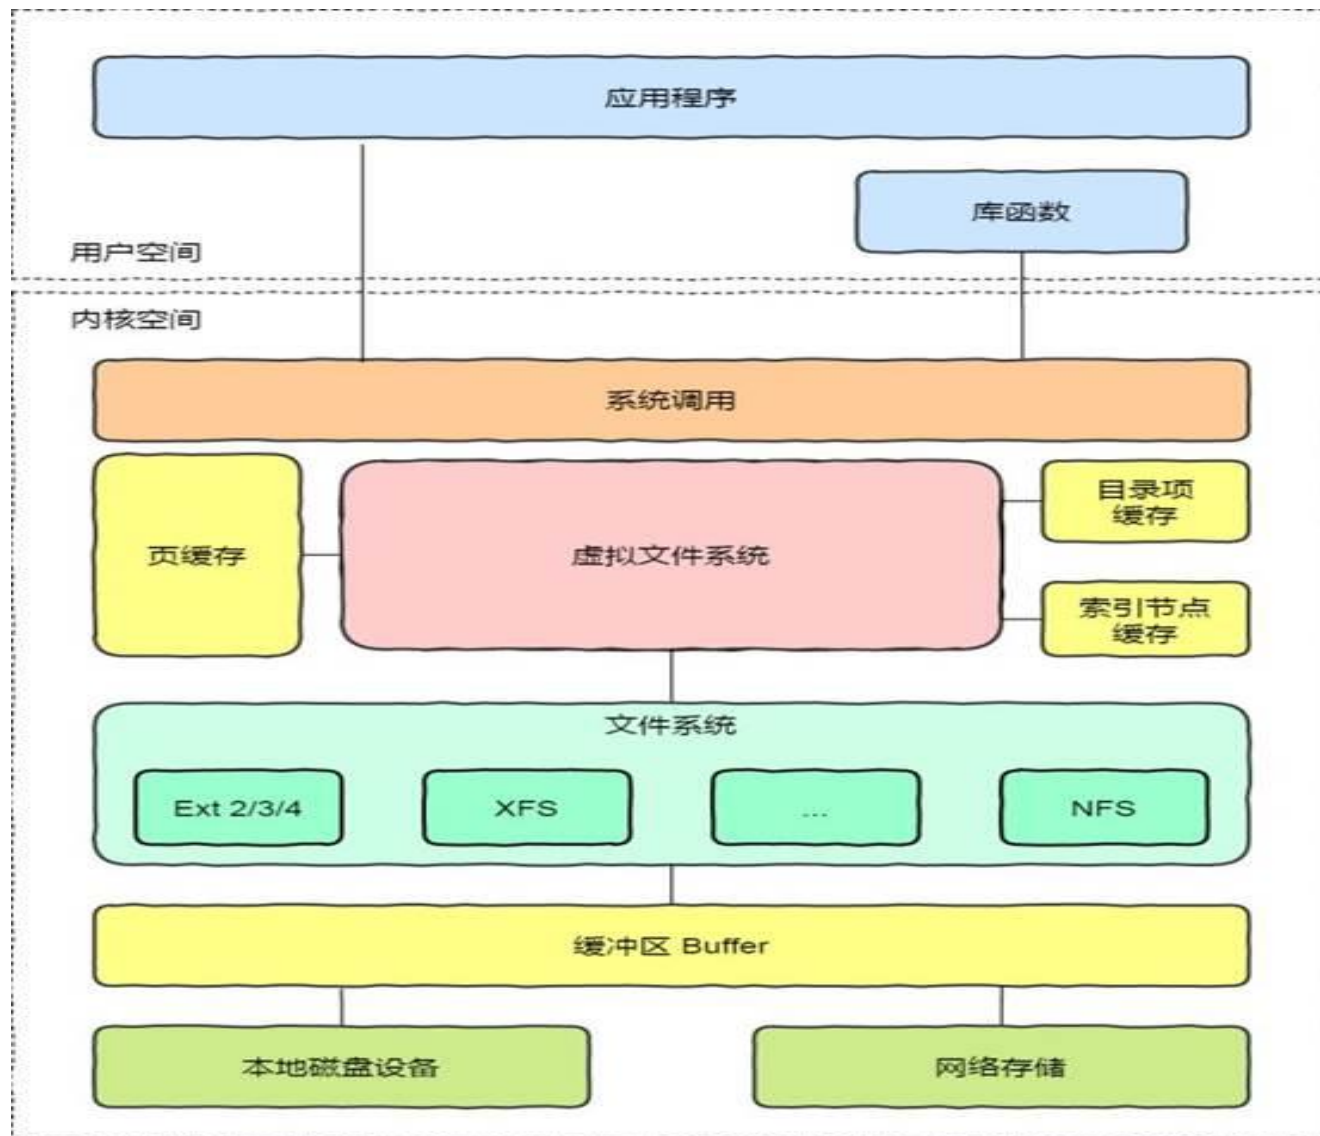 应用程序
库函数
用户空间
内核空间
系统调用
页缓存
虚拟文件系统
目录项
缓存
索引节点
缓存
文件系统
Ext 2/3/4
XFS
...
NFS
缓冲区 Buffer
本地磁盘设备
网络存储